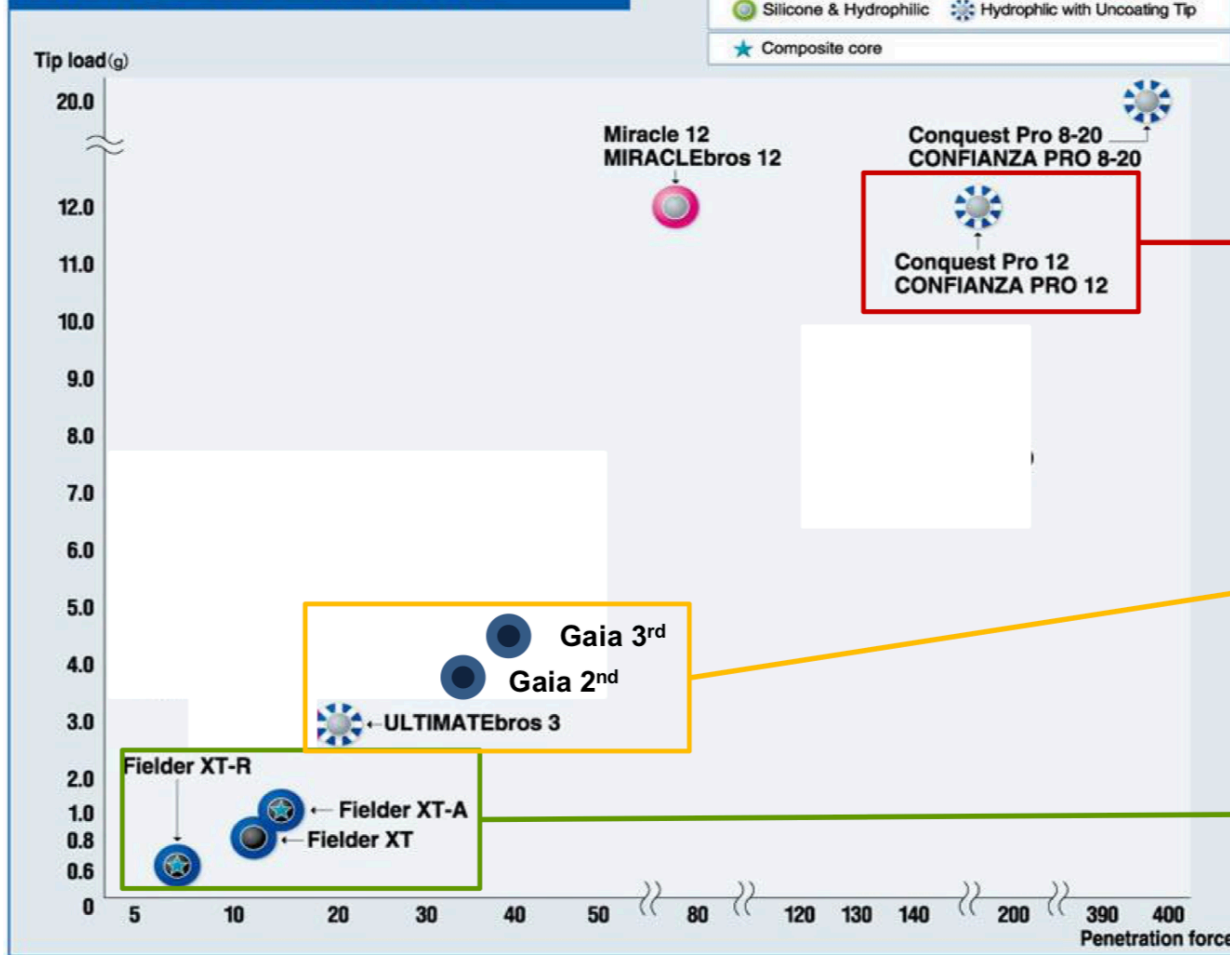 Silicone & Hydrophilic Hydrophlic with Uncoating Tip
Composite core
Tip load(g)
20.0
Miracle 12
MIRACLEbros 12
Conquest Pro 8-20
CONFIANZA PRO 8-20
12.0
11.0
Conquest Pro 12
CONFIANZA PRO 12
10.0
9.0
8.0
7.0
6.0
5.0
Gaia 3rd
4.0
Gaia 2nd
3.0
ULTIMATEbros 3
Fielder XT-R
2.0
1.0
Fielder XT-A
0.8
Fielder XT
0.6
0
5 10 20 30 40 50 80 120 130 140 200 390 400
Penetration force